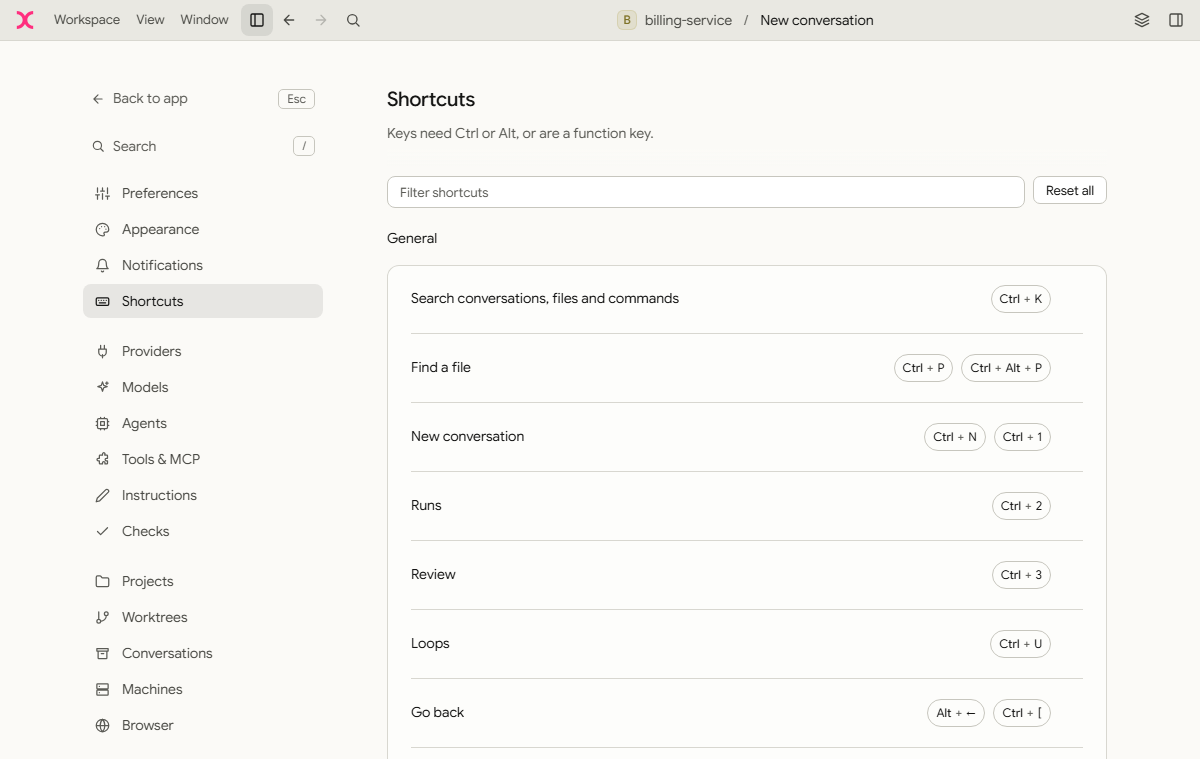 Workspace View Window
B billing-service / New conversation
Back to app Esc
Search /
Preferences
Appearance
Notifications
Shortcuts
Providers
Models
Agents
Tools & MCP
Instructions
Checks
Projects
Worktrees
Conversations
Machines
Browser
Shortcuts
Keys need Ctrl or Alt, or are a function key.
Filter shortcuts Reset all
General
Search conversations, files and commands Ctrl + K
Find a file Ctrl + P Ctrl + Alt + P
New conversation Ctrl + N Ctrl + 1
Runs Ctrl + 2
Review Ctrl + 3
Loops Ctrl + U
Go back Alt + ← Ctrl + [